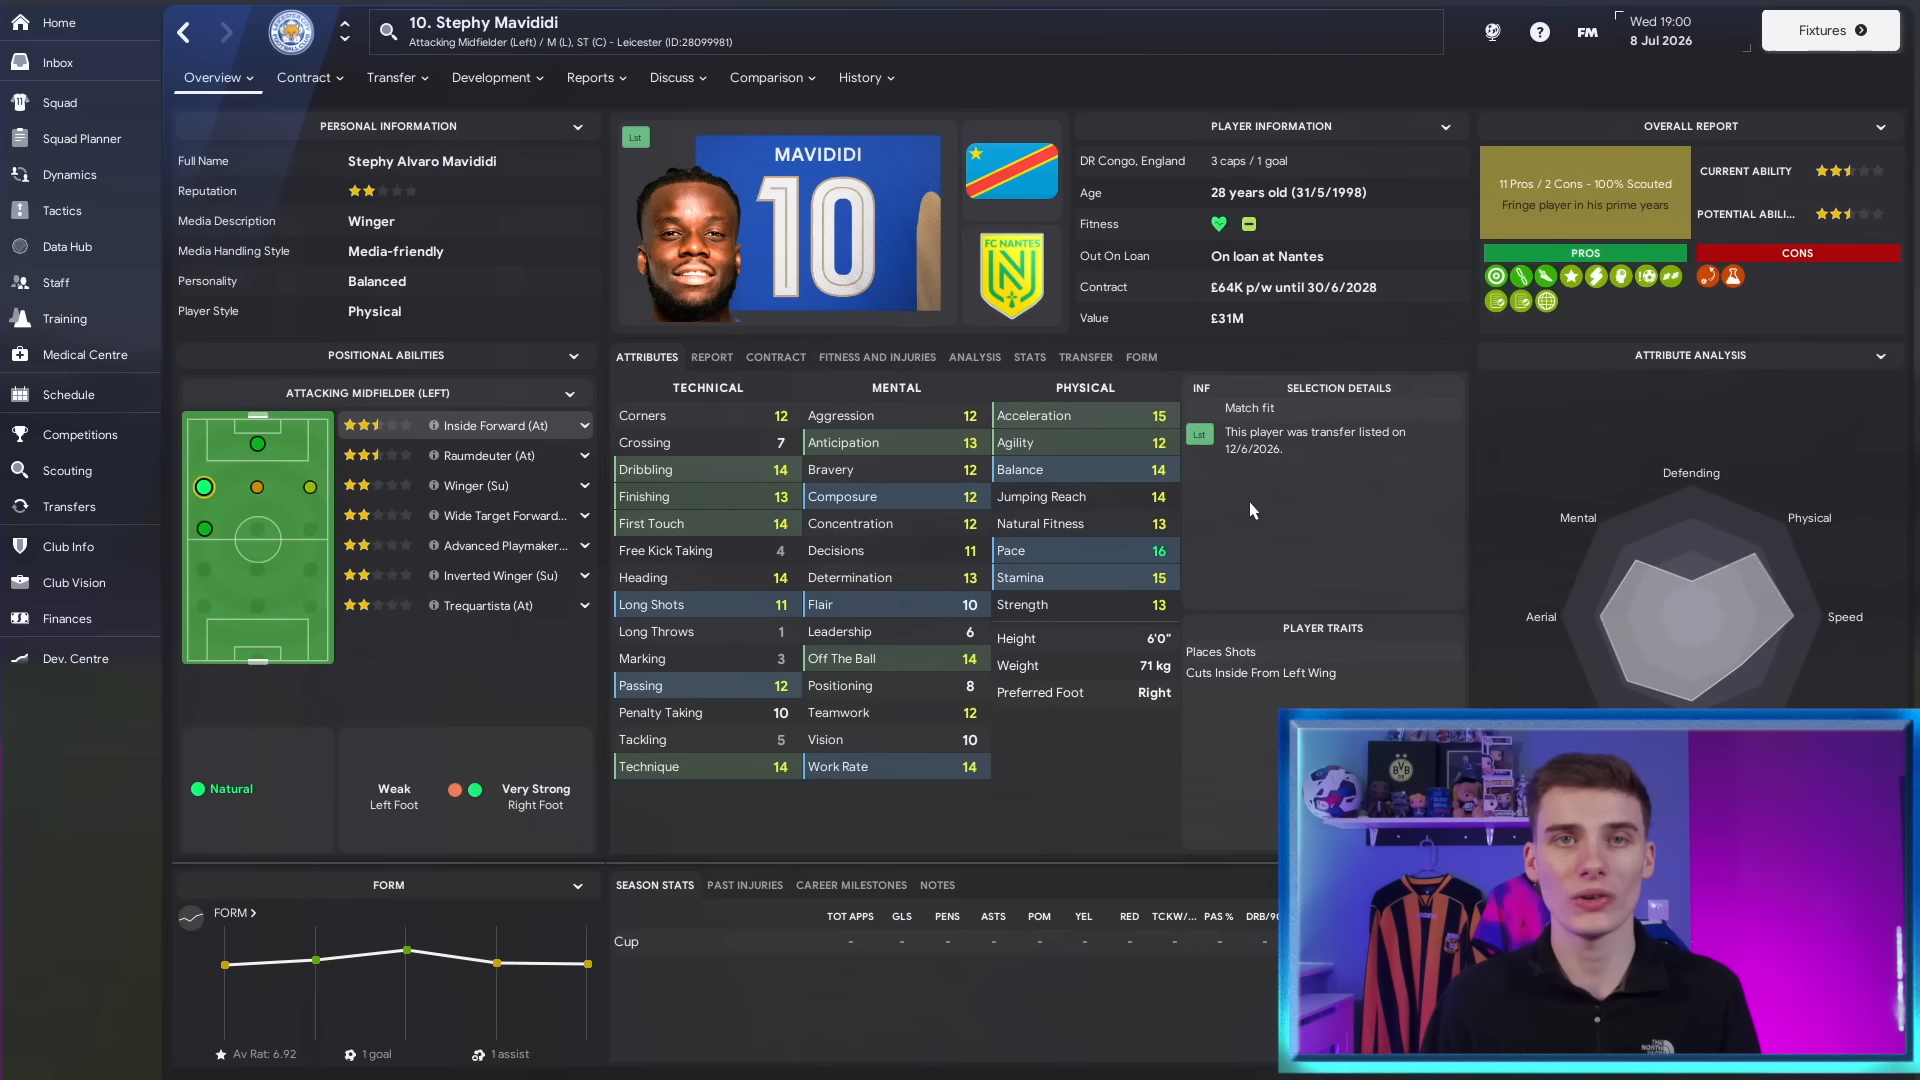 Home
Inbox
Squad
Squad Planner
Dynamics
Tactics
Data Hub
Staff
Training
Medical Centre
Schedule
Competitions
Scouting
Transfers
Club Info
Club Vision
Finances
Dev. Centre
10. Stephy Mavididi
Attacking Midfielder (Left) / M (L), ST (C) - Leicester (ID:28099981)
FM
Wed 19:00
8 Jul 2026
Fixtures
Overview
Contract
Transfer
Development
Reports
Discuss
Comparison
History
PERSONAL INFORMATION
Full Name Stephy Alvaro Mavididi
Reputation
Media Description Winger
Media Handling Style Media-friendly
Personality Balanced
Player Style Physical
Lst
MAVIDIDI
10
FC NANTES
N
PLAYER INFORMATION
DR Congo, England 3 caps / 1 goal
Age 28 years old (31/5/1998)
Fitness
Out On Loan On loan at Nantes
Contract £64K p/w until 30/6/2028
Value £31M
OVERALL REPORT
11 Pros / 2 Cons - 100% Scouted
Fringe player in his prime years
CURRENT ABILITY
POTENTIAL ABILI...
PROS
CONS
POSITIONAL ABILITIES
ATTACKING MIDFIELDER (LEFT)
Inside Forward (At)
Raumdeuter (At)
Winger (Su)
Wide Target Forward...
Advanced Playmaker...
Inverted Winger (Su)
Trequartista (At)
Natural
Weak
Left Foot
Very Strong
Right Foot
ATTRIBUTES
REPORT
CONTRACT
FITNESS AND INJURIES
ANALYSIS
STATS
TRANSFER
FORM
TECHNICAL
Corners 12
Crossing 7
Dribbling 14
Finishing 13
First Touch 14
Free Kick Taking 4
Heading 14
Long Shots 11
Long Throws 1
Marking 3
Passing 12
Penalty Taking 10
Tackling 5
Technique 14
MENTAL
Aggression 12
Anticipation 13
Bravery 12
Composure 12
Concentration 12
Decisions 11
Determination 13
Flair 10
Leadership 6
Off The Ball 14
Positioning 8
Teamwork 12
Vision 10
Work Rate 14
PHYSICAL
Acceleration 15
Agility 12
Balance 14
Jumping Reach 14
Natural Fitness 13
Pace 16
Stamina 15
Strength 13
Height 6'0"
Weight 71 kg
Preferred Foot Right
INF SELECTION DETAILS
Match fit
Lst
This player was transfer listed on
12/6/2026.
PLAYER TRAITS
Places Shots
Cuts Inside From Left Wing
ATTRIBUTE ANALYSIS
Defending
Mental
Physical
Aerial
Speed
FORM
FORM
Av Rat: 6.92
1 goal
1 assist
SEASON STATS
PAST INJURIES
CAREER MILESTONES
NOTES
TOT APPS GLS PENS ASTS POM YEL RED TCKW/... PAS % DRB/90
Cup - - - - - - - - - -
BVB
09
THE
NORTH
FACE